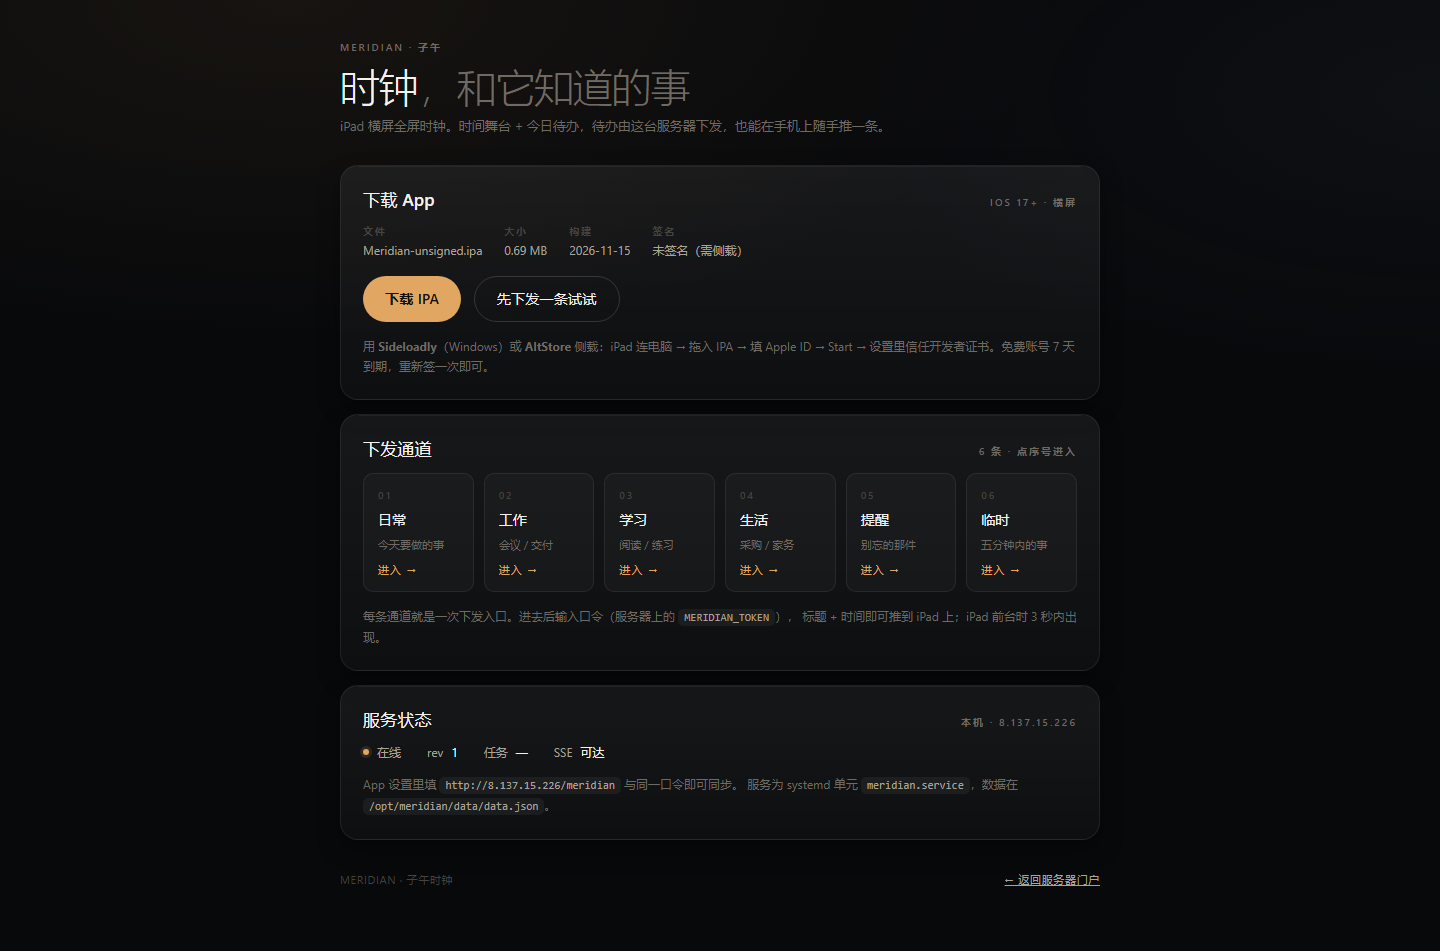 MERIDIAN · 子午
时钟，和它知道的事
iPad 横屏全屏时钟。时间舞台 + 今日待办，待办由这台服务器下发，也能在手机上随手推一条。
下载 App
IOS 17+ · 横屏
文件 大小 构建 签名
Meridian-unsigned.ipa 0.69 MB 2026-11-15 未签名（需侧载）
下载 IPA 先下发一条试试
用 Sideloadly（Windows）或 AltStore 侧载：iPad 连电脑 → 拖入 IPA → 填 Apple ID → Start → 设置里信任开发者证书。免费账号 7 天
到期，重新签一次即可。
下发通道
6 条 · 点序号进入
01
日常
今天要做的事
进入 →
02
工作
会议 / 交付
进入 →
03
学习
阅读 / 练习
进入 →
04
生活
采购 / 家务
进入 →
05
提醒
别忘的那件
进入 →
06
临时
五分钟内的事
进入 →
每条通道就是一次下发入口。进去后输入口令（服务器上的 MERIDIAN_TOKEN）， 标题 + 时间即可推到 iPad 上；iPad 前台时 3 秒内出
现。
服务状态
本机 · 8.137.15.226
在线 rev 1 任务 — SSE 可达
App 设置里填 http://8.137.15.226/meridian 与同一口令即可同步。 服务为 systemd 单元 meridian.service，数据在
/opt/meridian/data/data.json。
MERIDIAN · 子午时钟
← 返回服务器门户